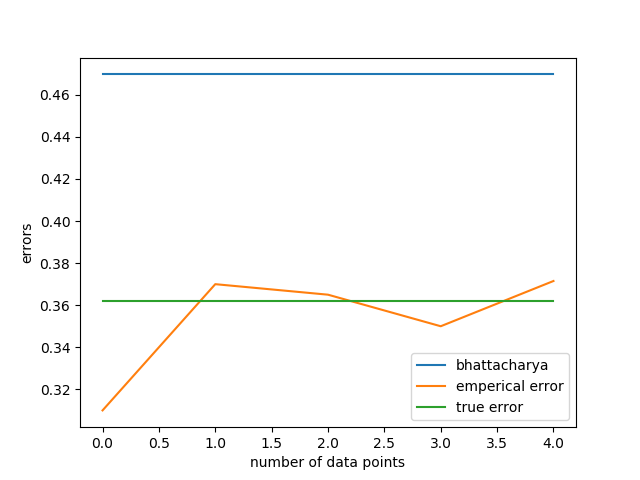 0.46
0.44
0.42
0.40
0.38
0.36
0.34
0.32
errors
bhattacharya
emperical error
true error
0.0 0.5 1.0 1.5 2.0 2.5 3.0 3.5 4.0
number of data points